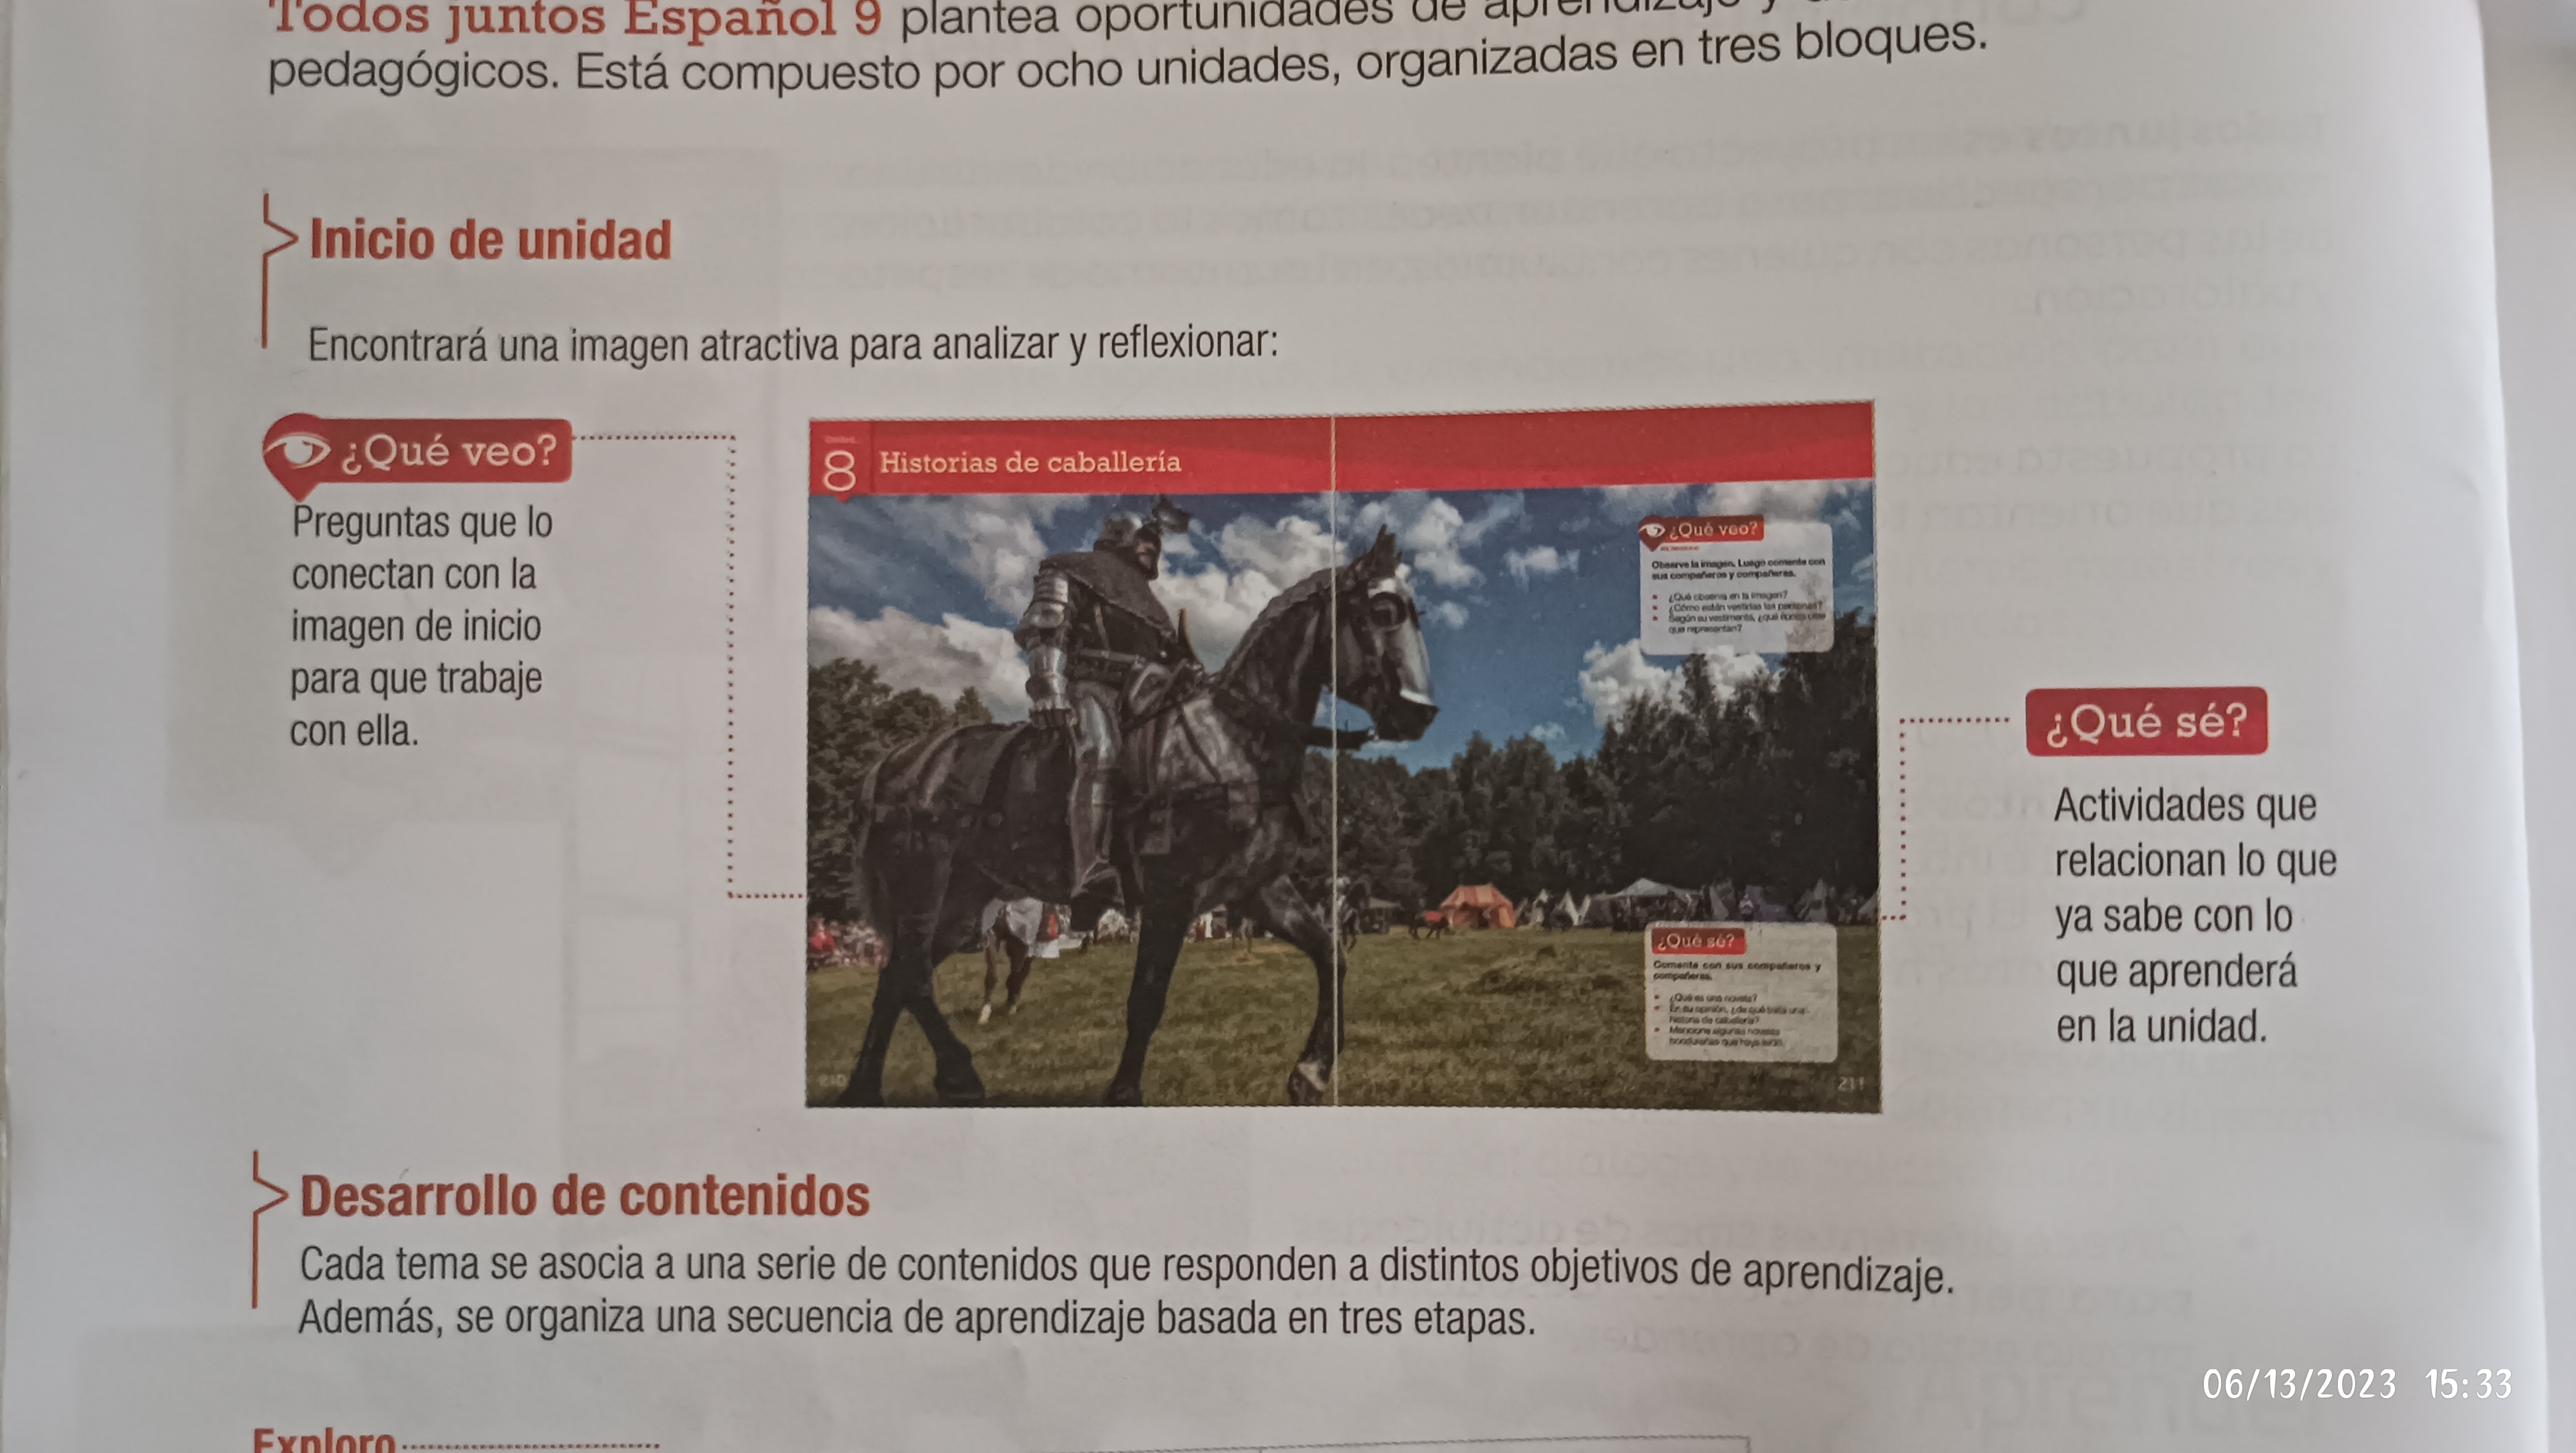 Todos juntos Español 9 plantea oportunidades de aprendizaje y
pedagógicos. Está compuesto por ocho unidades, organizadas en tres bloques.
Inicio de unidad
Encontrará una imagen atractiva para analizar y reflexionar:
¿Qué veo?
Preguntas que lo
conectan con la
imagen de inicio
para que trabaje
con ella.
8 Historias de caballería
¿Qué veo?
Observe la imagen. Luego comente con
sus compañeros y compañeras.
¿Qué observa en la imagen?
¿Cómo están vestidas las personas?
Según su vestimenta, ¿qué época cree
que representan?
¿Qué sé?
Comente con sus compañeros y
compañeras.
¿Qué es una novela?
En su opinión, ¿de qué trata una
historia de caballería?
Mencione algunas novelas
hondureñas que haya leído.
210
211
¿Qué sé?
Actividades que
relacionan lo que
ya sabe con lo
que aprenderá
en la unidad.
Desarrollo de contenidos
Cada tema se asocia a una serie de contenidos que responden a distintos objetivos de aprendizaje.
Además, se organiza una secuencia de aprendizaje basada en tres etapas.
Exploro
06/13/2023 15:33